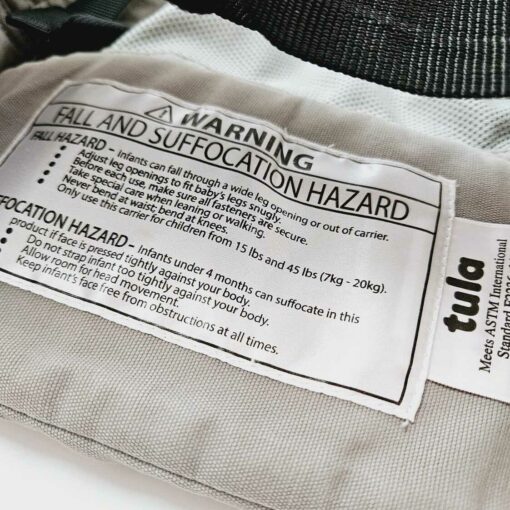 WARNING
FALL AND SUFFOCATION HAZARD
FALL HAZARD - Infants can fall through a wide leg opening or out of carrier.
• Adjust leg openings to fit baby's legs snugly.
• Before each use, make sure all fasteners are secure.
• Take special care when leaning or walking.
• Never bend at waist; bend at knees.
• Only use this carrier for children from 15 lbs and 45 lbs (7kg - 20kg).
FOCATION HAZARD - Infants under 4 months can suffocate in this
product if face is pressed tightly against your body.
• Do not strap infant too tightly against your body.
• Allow room for head movement.
Keep infant's face free from obstructions at all times.
tula
Meets ASTM International
Standard